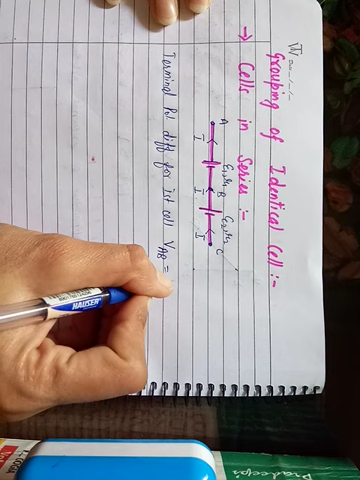 Grouping of Identical Cell :-
→ Cells in Series :-
A I E₁, r₁ B I E₂, r₂ C I
Terminal Pot. diff for 1st cell V_AB =
HAUSER
Pradeep's